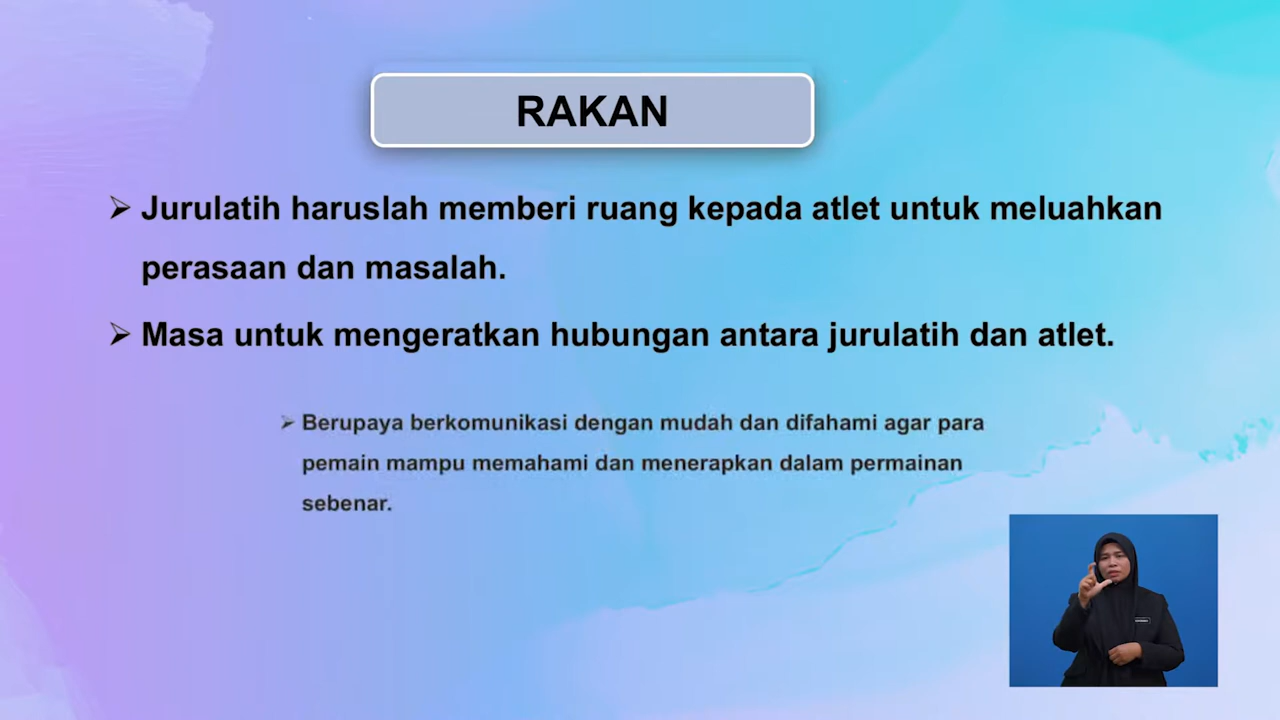 RAKAN
➢ Jurulatih haruslah memberi ruang kepada atlet untuk meluahkan
perasaan dan masalah.
➢ Masa untuk mengeratkan hubungan antara jurulatih dan atlet.
➢ Berupaya berkomunikasi dengan mudah dan difahami agar para
pemain mampu memahami dan menerapkan dalam permainan
sebenar.